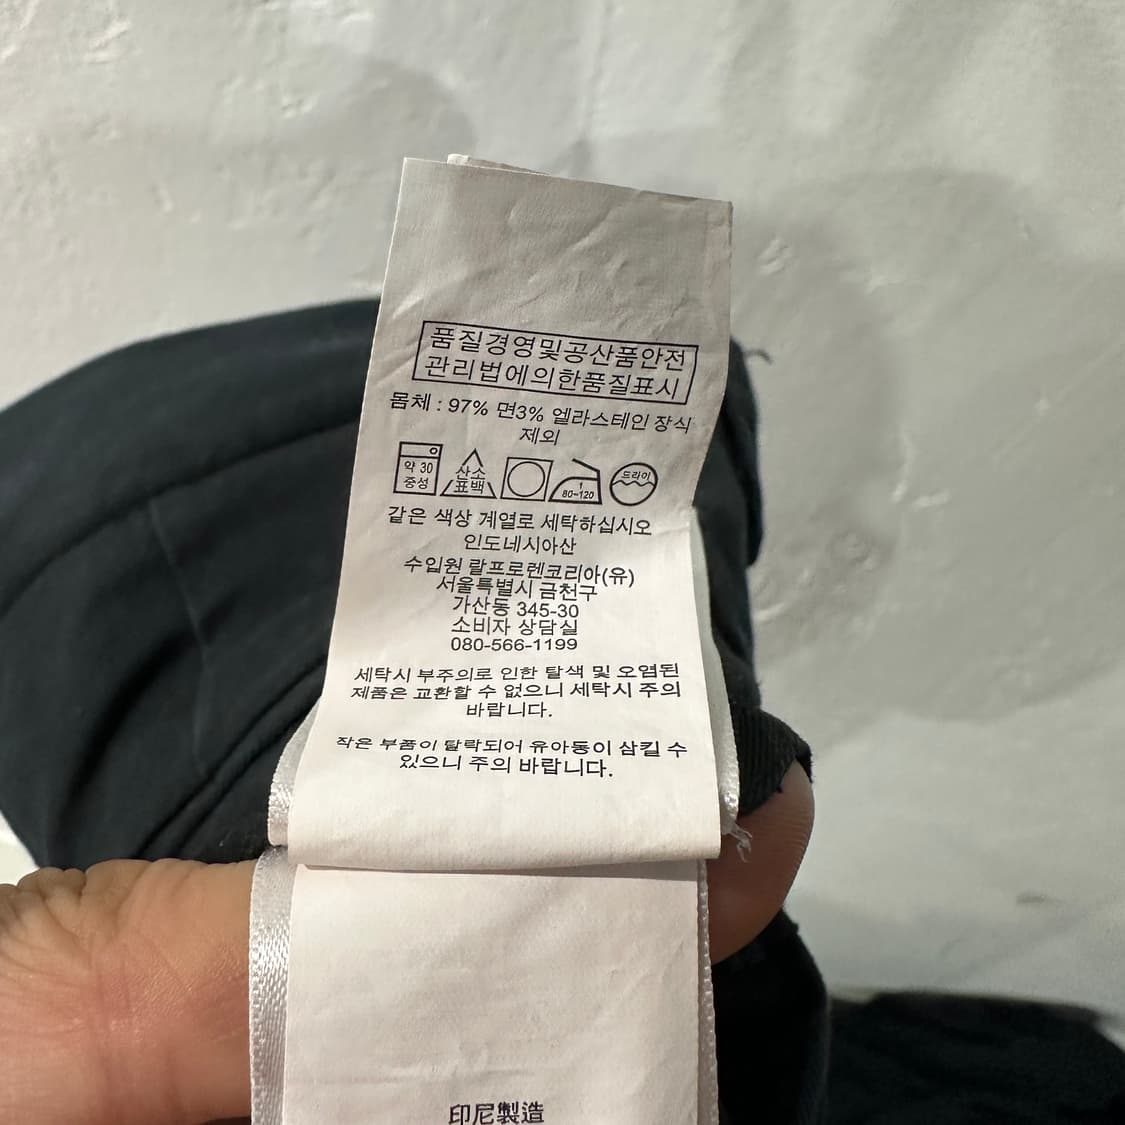 품질경영및공산품안전
관리법에의한품질표시
몸체 : 97% 면3% 엘라스테인 장식
제외
약 30
중성
산소
표백
80~120
드라이
같은 색상 계열로 세탁하십시오
인도네시아산
수입원 랄프로렌코리아(유)
서울특별시 금천구
가산동 345-30
소비자 상담실
080-566-1199
세탁시 부주의로 인한 탈색 및 오염된
제품은 교환할 수 없으니 세탁시 주의
바랍니다.
작은 부품이 탈락되어 유아동이 삼킬 수
있으니 주의 바랍니다.
印尼製造